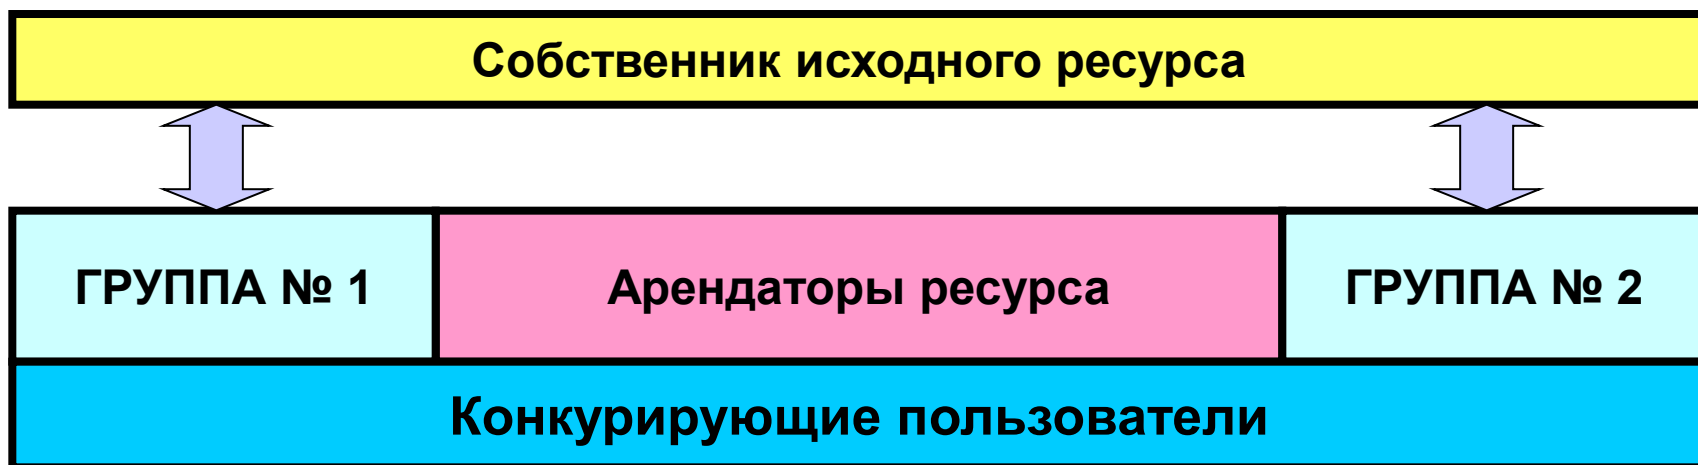 Собственник исходного ресурса
ГРУППА № 1
Арендаторы ресурса
ГРУППА № 2
Конкурирующие пользователи